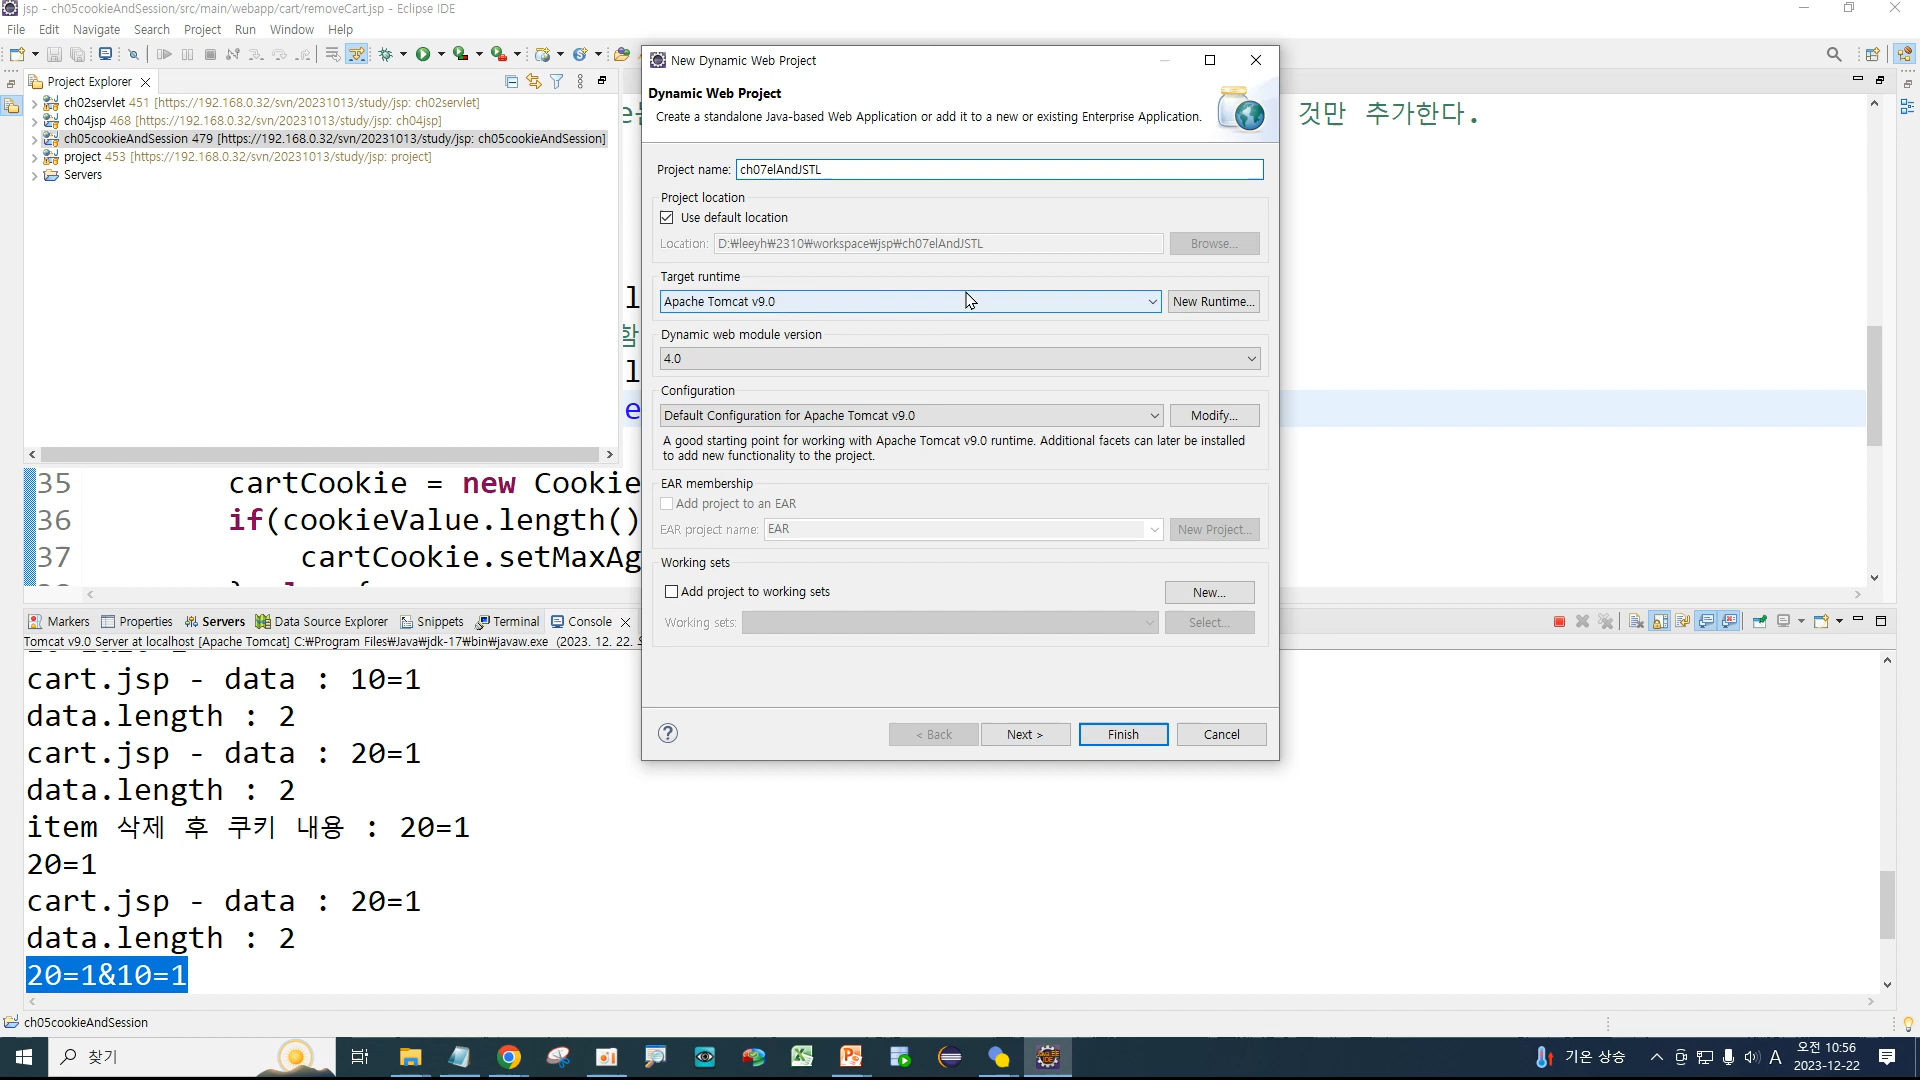 jsp - ch05cookieAndSession/src/main/webapp/cart/removeCart.jsp - Eclipse IDE
File Edit Navigate Search Project Run Window Help
Project Explorer
ch02servlet 451 [https://192.168.0.32/svn/20231013/study/jsp: ch02servlet]
ch04jsp 468 [https://192.168.0.32/svn/20231013/study/jsp: ch04jsp]
ch05cookieAndSession 479 [https://192.168.0.32/svn/20231013/study/jsp: ch05cookieAndSession]
project 453 [https://192.168.0.32/svn/20231013/study/jsp: project]
Servers
것만 추가한다.
35 cartCookie = new Cookie
36 if(cookieValue.length()
37 cartCookie.setMaxAg
New Dynamic Web Project
Dynamic Web Project
Create a standalone Java-based Web Application or add it to a new or existing Enterprise Application.
Project name: ch07elAndJSTL
Project location
Use default location
Location: D:₩leeyh₩2310₩workspace₩jsp₩ch07elAndJSTL Browse...
Target runtime
Apache Tomcat v9.0 New Runtime...
Dynamic web module version
4.0
Configuration
Default Configuration for Apache Tomcat v9.0 Modify...
A good starting point for working with Apache Tomcat v9.0 runtime. Additional facets can later be installed
to add new functionality to the project.
EAR membership
Add project to an EAR
EAR project name: EAR New Project...
Working sets
Add project to working sets New...
Working sets: Select...
? < Back Next > Finish Cancel
Markers Properties Servers Data Source Explorer Snippets Terminal Console
Tomcat v9.0 Server at localhost [Apache Tomcat] C:₩Program Files₩Java₩jdk-17₩bin₩javaw.exe (2023. 12. 22.
cart.jsp - data : 10=1
data.length : 2
cart.jsp - data : 20=1
data.length : 2
item 삭제 후 쿠키 내용 : 20=1
20=1
cart.jsp - data : 20=1
data.length : 2
20=1&10=1
ch05cookieAndSession
찾기
기온 상승
A
오전 10:56
2023-12-22